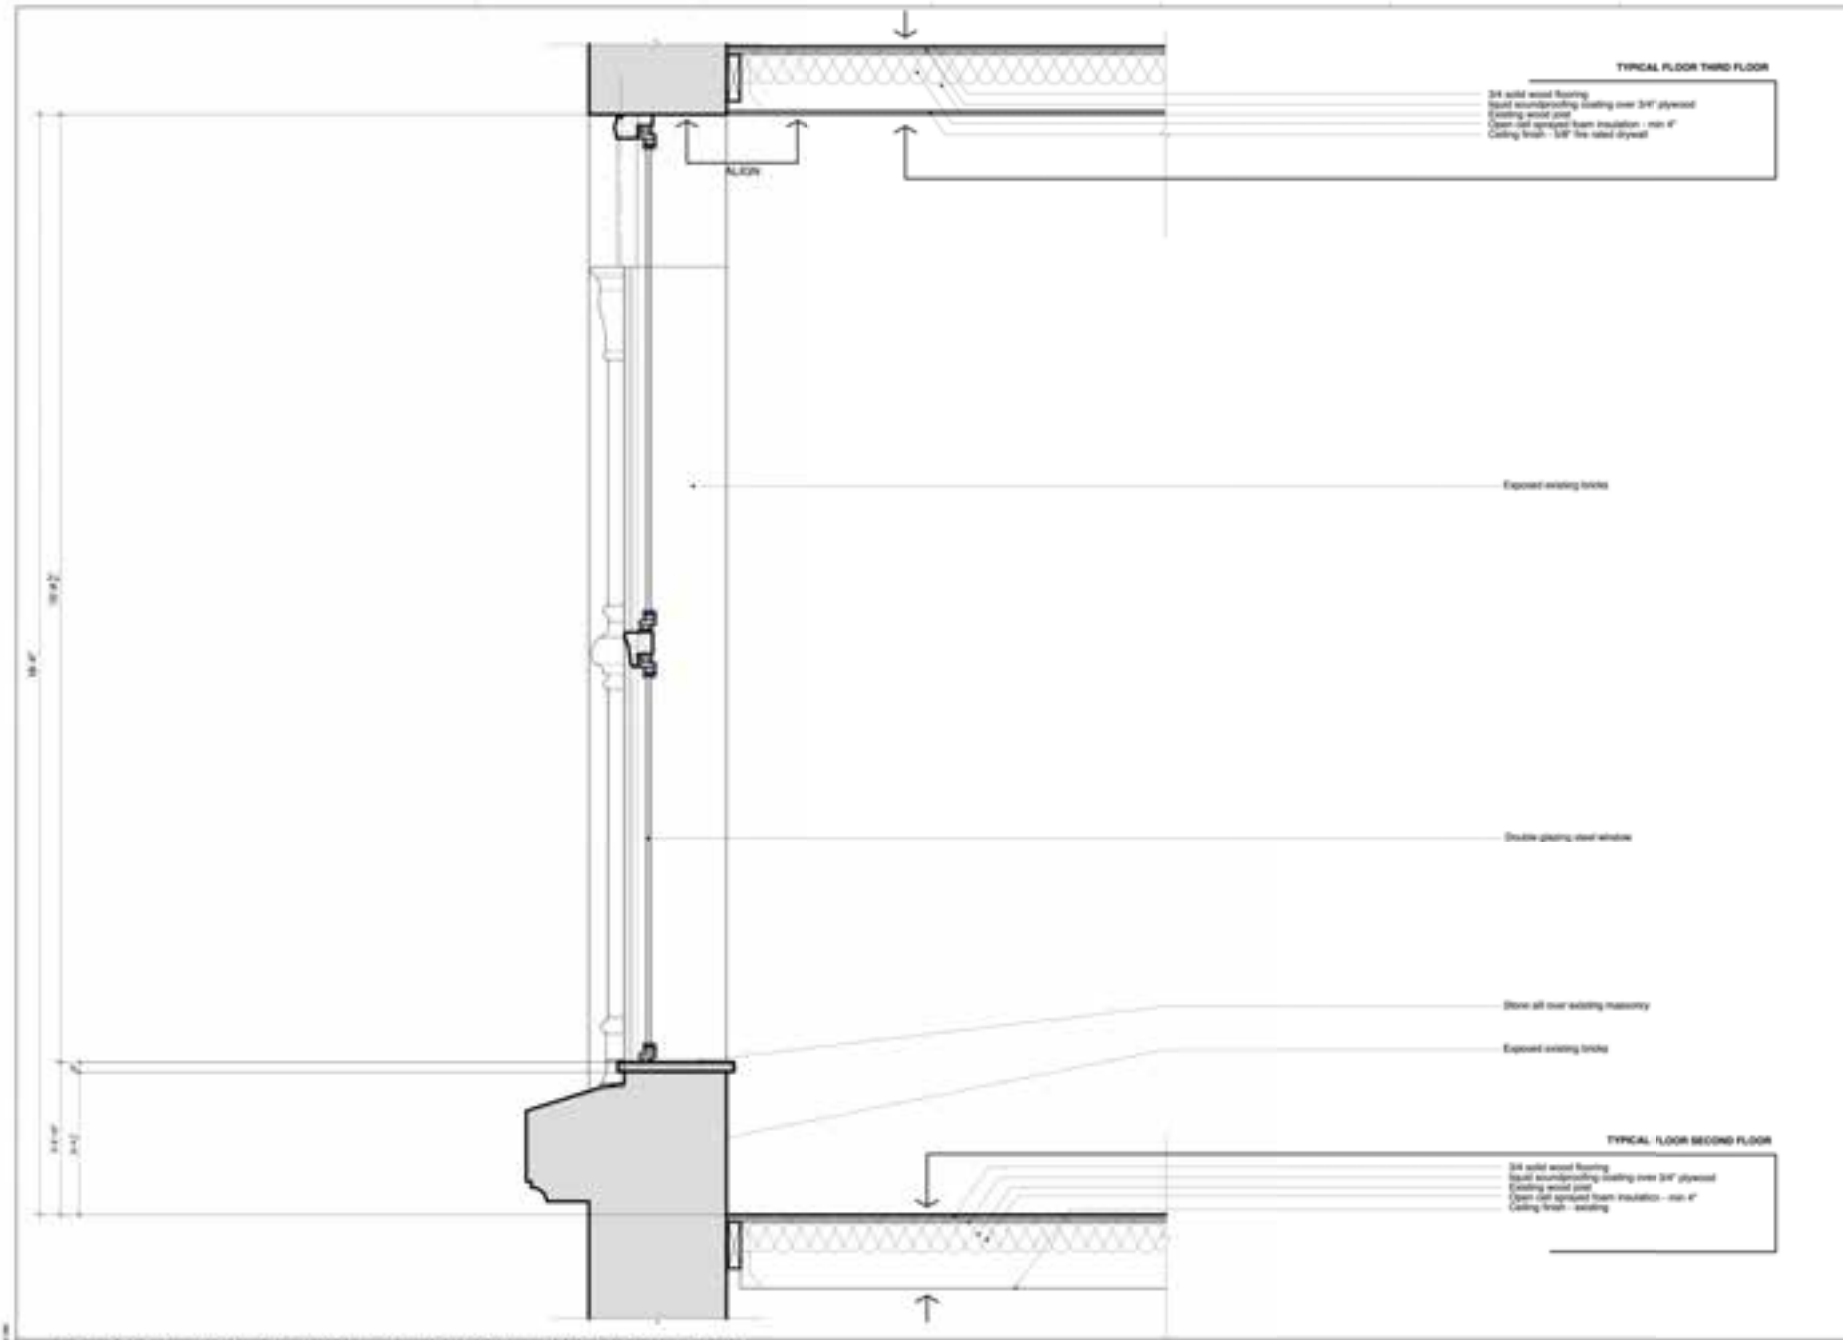 TYPICAL FLOOR THIRD FLOOR
3/4 solid wood flooring
liquid soundproofing coating over 3/4" plywood
Existing wood joist
Open cell sprayed foam insulation - min 4"
Ceiling finish - 5/8" fire rated drywall
ALIGN
Exposed existing bricks
Double glazing steel window
Stone sill over existing masonry
Exposed existing bricks
TYPICAL FLOOR SECOND FLOOR
3/4 solid wood flooring
liquid soundproofing coating over 3/4" plywood
Existing wood joist
Open cell sprayed foam insulation - min 4"
Ceiling finish - existing